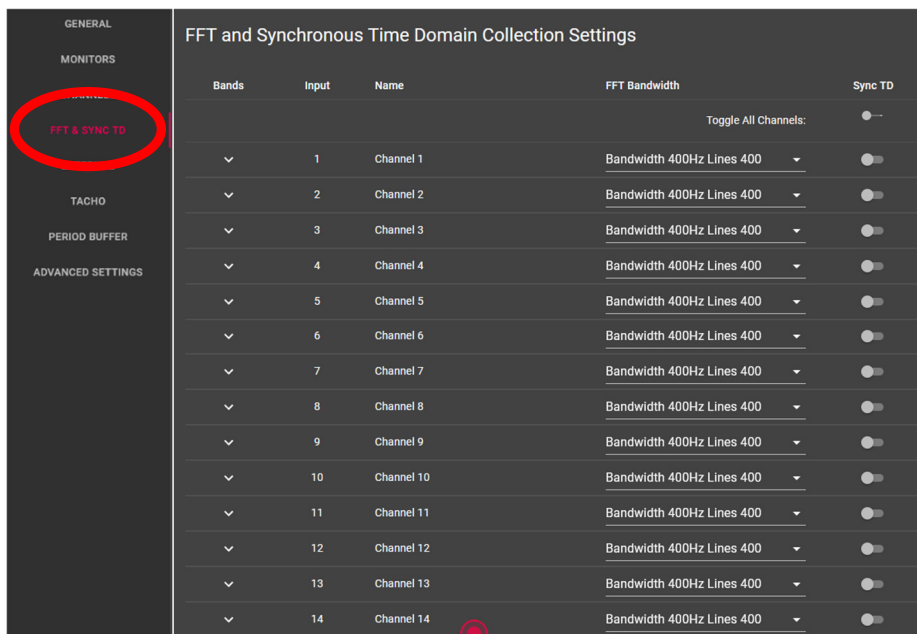 GENERAL
MONITORS
FFT & SYNC TD
TACHO
PERIOD BUFFER
ADVANCED SETTINGS
FFT and Synchronous Time Domain Collection Settings
Bands Input Name FFT Bandwidth Sync TD
Toggle All Channels:
1 Channel 1 Bandwidth 400Hz Lines 400
2 Channel 2 Bandwidth 400Hz Lines 400
3 Channel 3 Bandwidth 400Hz Lines 400
4 Channel 4 Bandwidth 400Hz Lines 400
5 Channel 5 Bandwidth 400Hz Lines 400
6 Channel 6 Bandwidth 400Hz Lines 400
7 Channel 7 Bandwidth 400Hz Lines 400
8 Channel 8 Bandwidth 400Hz Lines 400
9 Channel 9 Bandwidth 400Hz Lines 400
10 Channel 10 Bandwidth 400Hz Lines 400
11 Channel 11 Bandwidth 400Hz Lines 400
12 Channel 12 Bandwidth 400Hz Lines 400
13 Channel 13 Bandwidth 400Hz Lines 400
14 Channel 14 Bandwidth 400Hz Lines 400